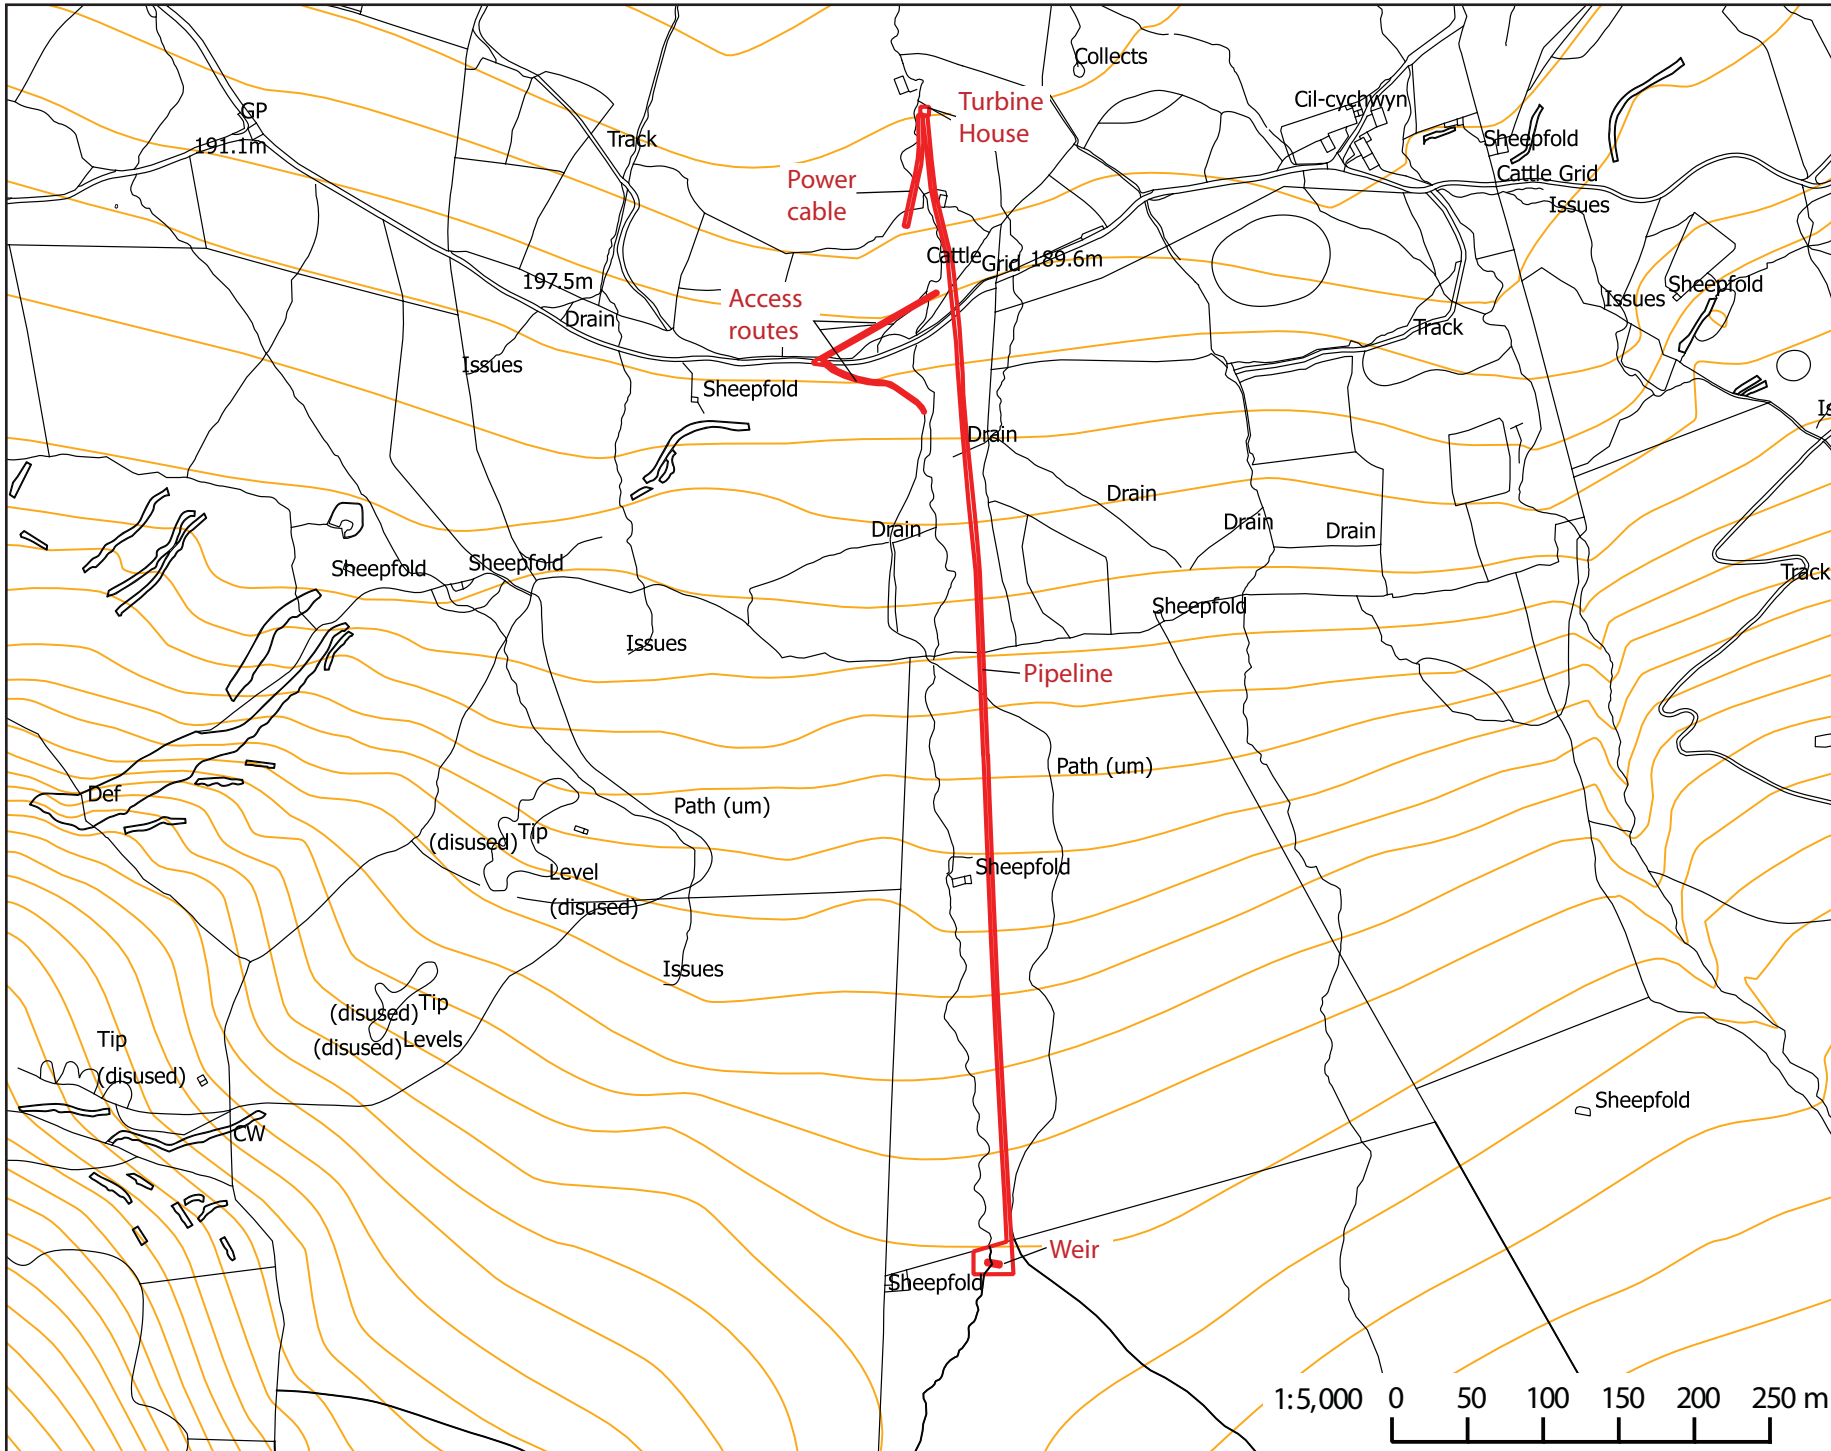 Collects
GP
Turbine
House
Cil-cychwyn
191.1m
Track
Sheepfold
Cattle Grid
Power
cable
Issues
Cattle
Grid
189.6m
197.5m
Access
routes
Drain
Issues
Sheepfold
Track
Issues
Sheepfold
Is
Drain
Drain
Drain
Drain
Drain
Sheepfold
Sheepfold
Track
Sheepfold
Issues
Pipeline
Path (um)
Def
Path (um)
(disused)
Tip
Level
(disused)
Sheepfold
Issues
(disused)
Tip
(disused)
Levels
Tip
(disused)
CW
Sheepfold
Weir
Sheepfold
1:5,000 0 50 100 150 200 250 m